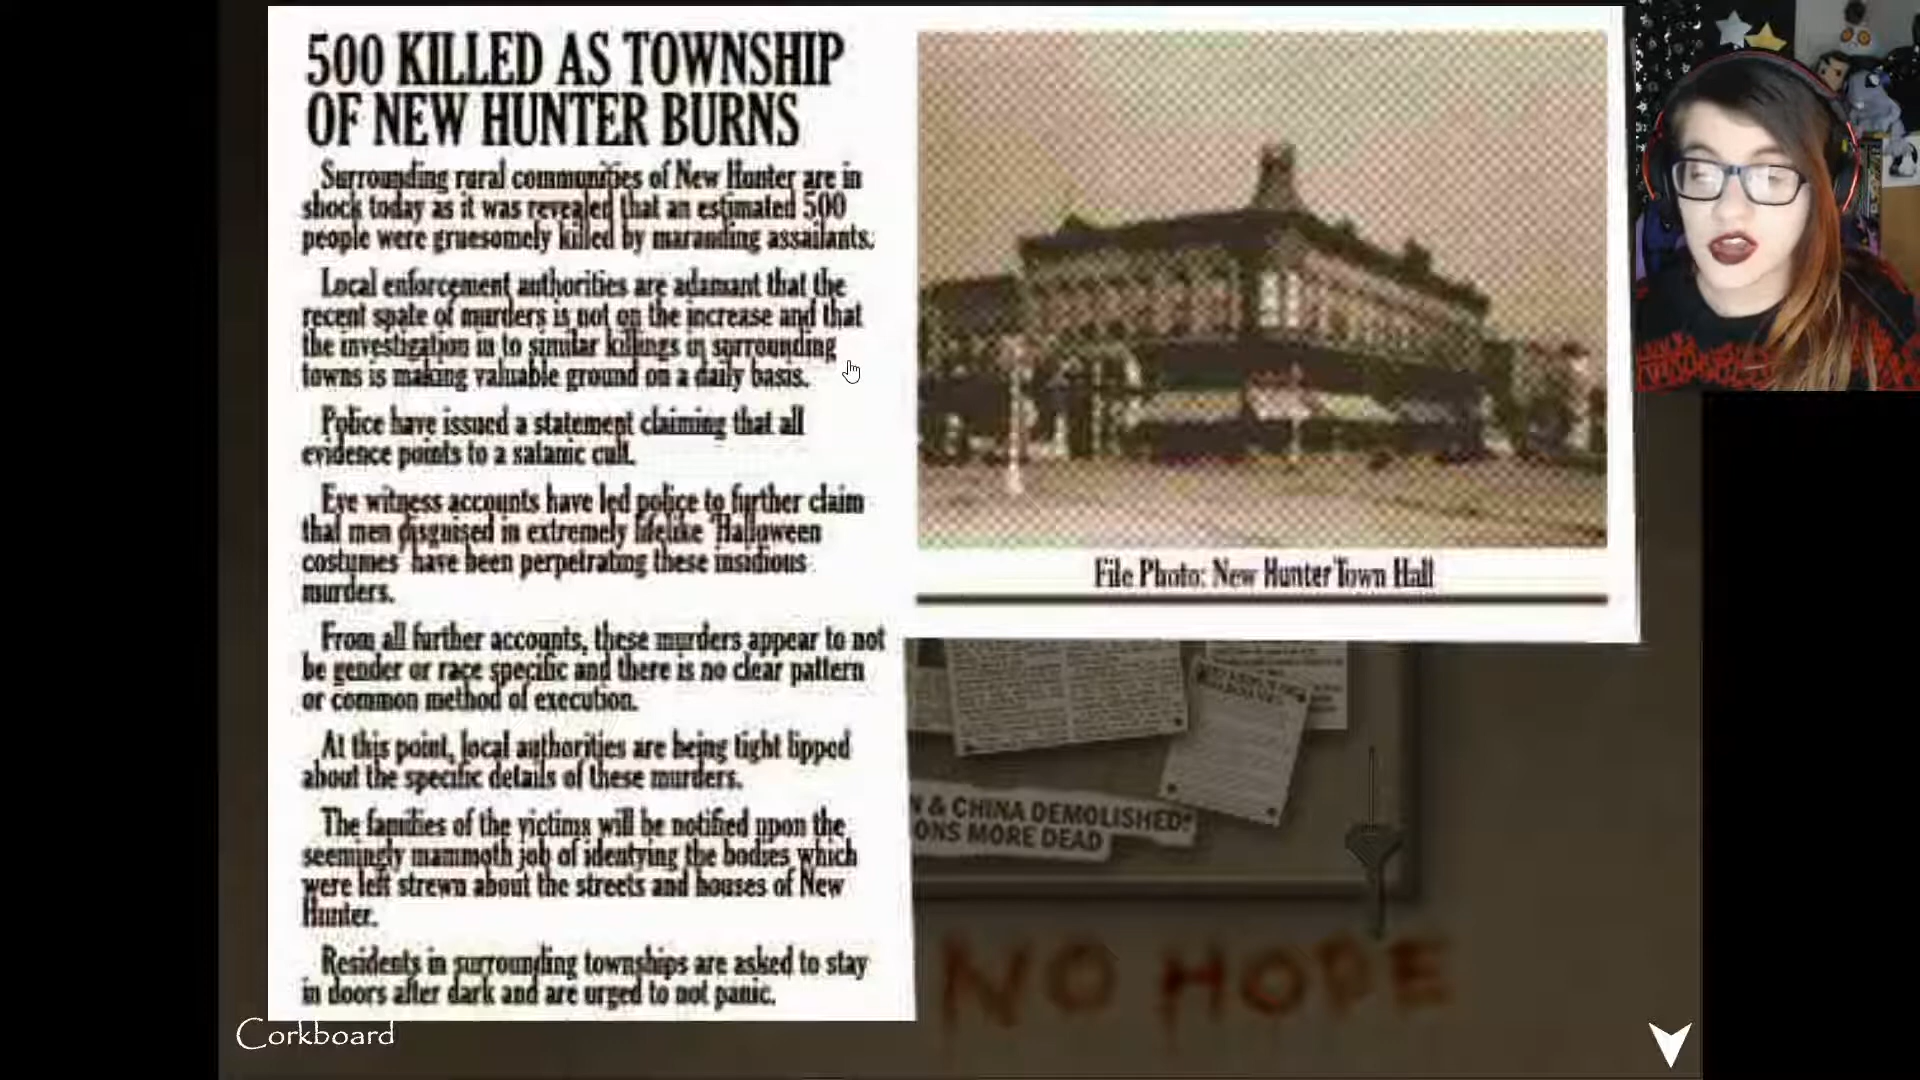 500 KILLED AS TOWNSHIP
OF NEW HUNTER BURNS
Surrounding rural communities of New Hunter are in
shock today as it was revealed that an estimated 500
people were gruesomely killed by marauding assailants.
Local enforcement authorities are adamant that the
recent spate of murders is not on the increase and that
the investigation in to similar killings in surrounding
towns is making valuable ground on a daily basis.
Police have issued a statement claiming that all
evidence points to a satanic cult.
Eye witness accounts have led police to further claim
that men disguised in extremely lifelike 'Halloween
costumes' have been perpetrating these insidious
murders.
From all further accounts, these murders appear to not
be gender or race specific and there is no clear pattern
or common method of execution.
At this point, local authorities are being tight lipped
about the specific details of these murders.
The families of the victims will be notified upon the
seemingly mammoth job of identying the bodies which
were left strewn about the streets and houses of New
Hunter.
Residents in surrounding townships are asked to stay
in doors after dark and are urged to not panic.
File Photo: New Hunter Town Hall
N & CHINA DEMOLISHED:
ONS MORE DEAD
NO HOPE
Corkboard